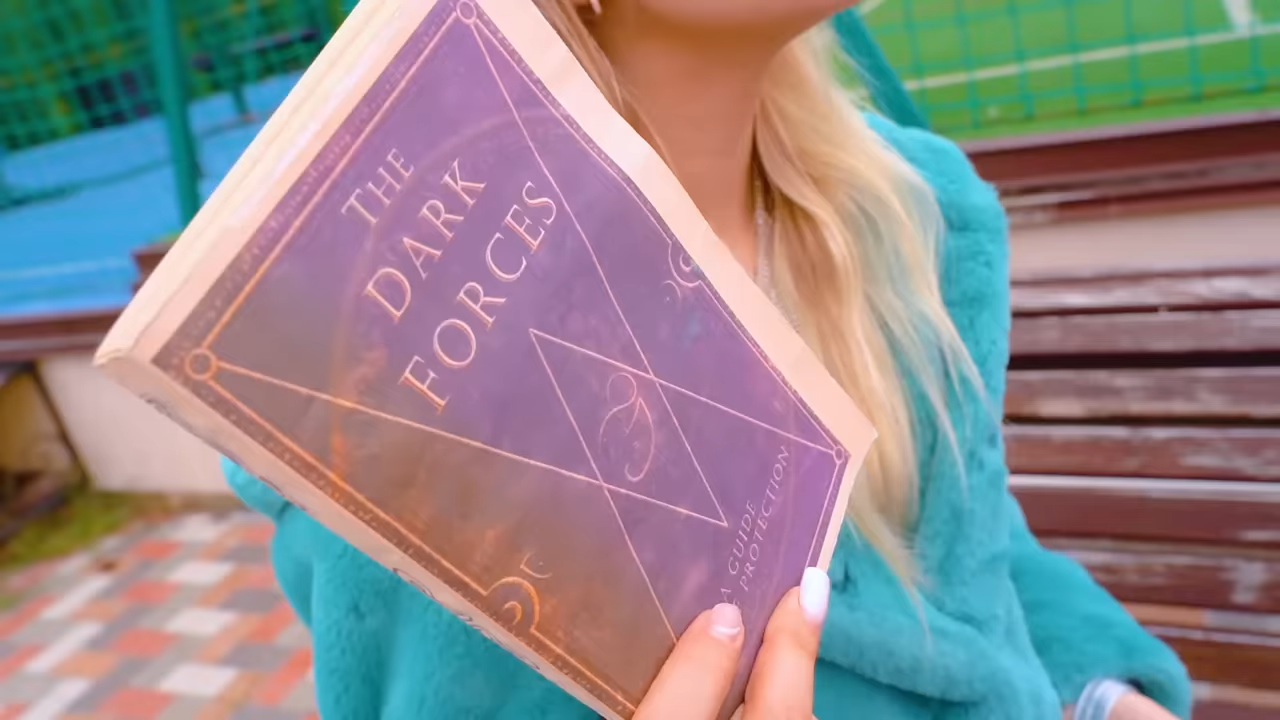 THE
DARK
FORCES
A GUIDE
PROTECTION